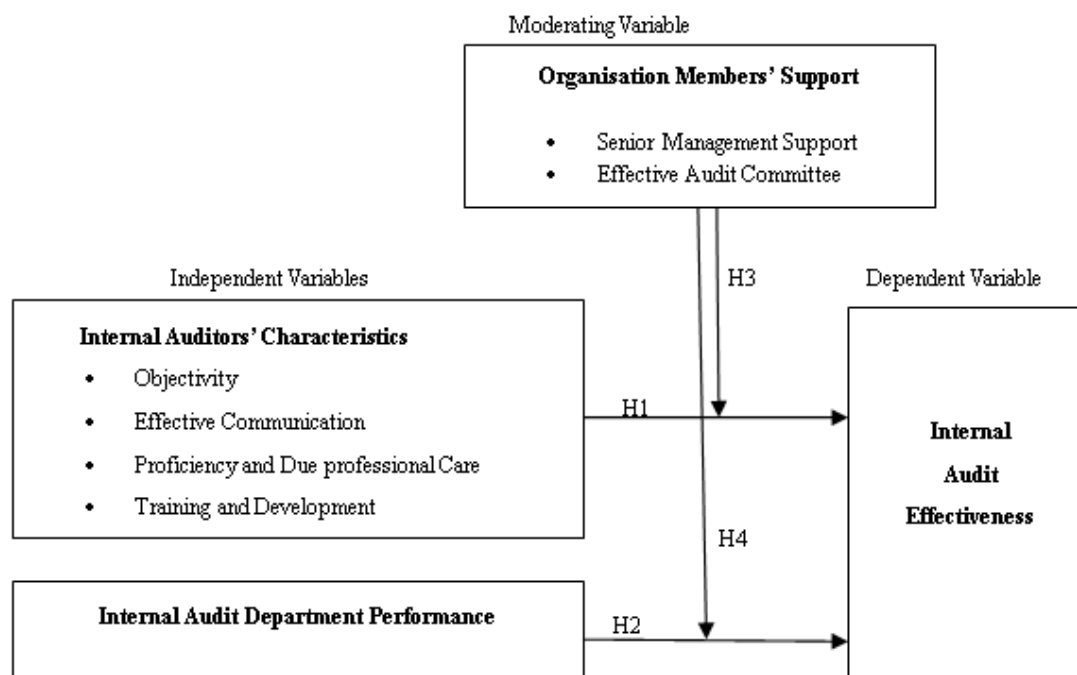 Moderating Variable
Organisation Members' Support
• Senior Management Support
• Effective Audit Committee
Independent Variables
H3
Dependent Variable
Internal Auditors' Characteristics
• Objectivity
• Effective Communication
• Proficiency and Due professional Care
• Training and Development
H1
Internal
Audit
Effectiveness
H4
Internal Audit Department Performance
H2